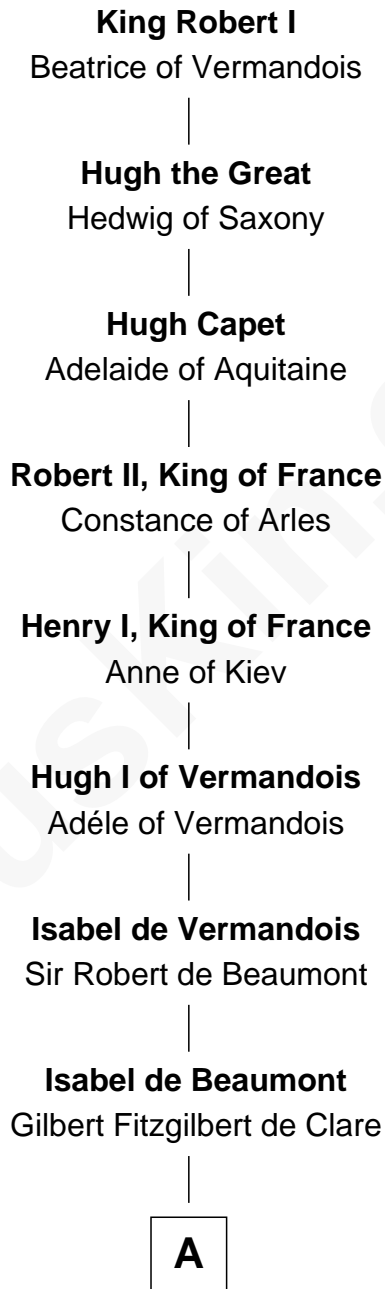 King Robert I
Beatrice of Vermandois
Hugh the Great
Hedwig of Saxony
Hugh Capet
Adelaide of Aquitaine
Robert II, King of France
Constance of Arles
Henry I, King of France
Anne of Kiev
Hugh I of Vermandois
Adéle of Vermandois
Isabel de Vermandois
Sir Robert de Beaumont
Isabel de Beaumont
Gilbert Fitzgilbert de Clare
A